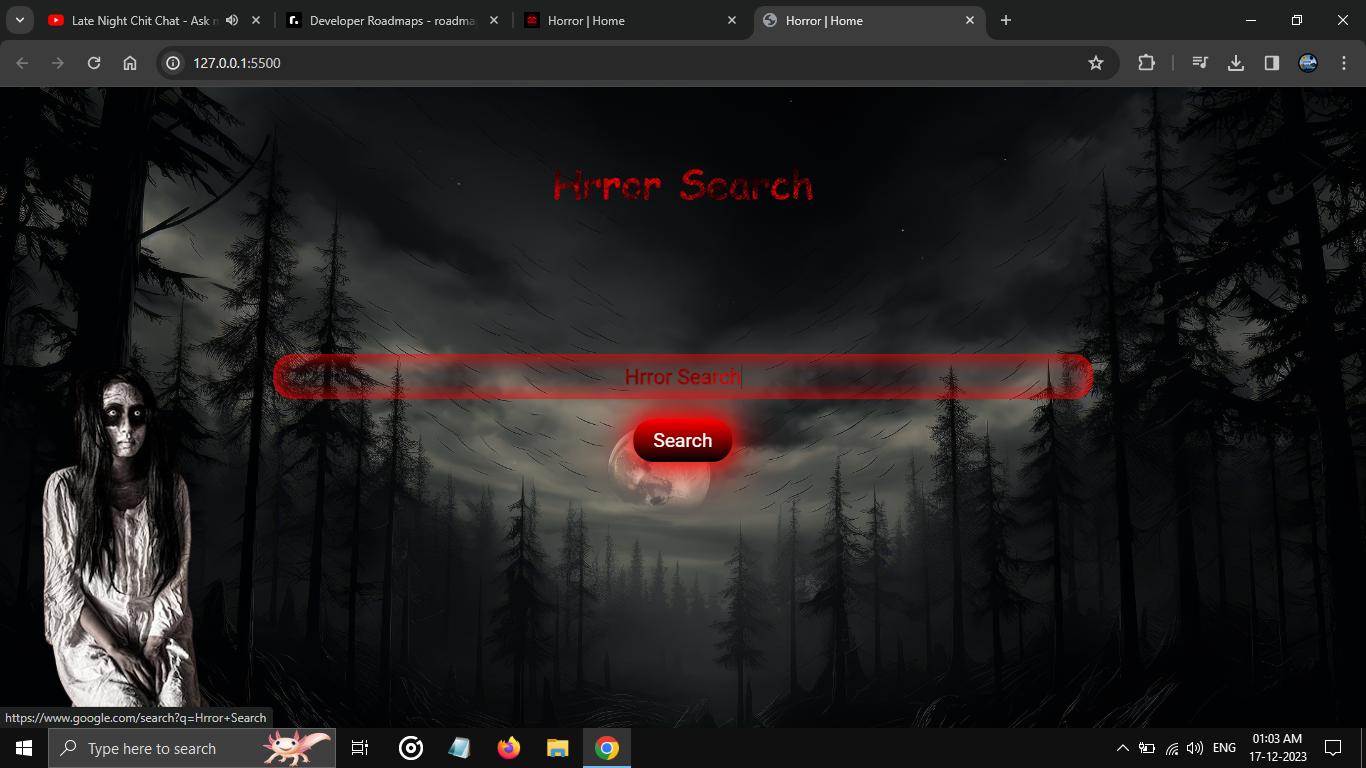 Late Night Chit Chat - Ask
Developer Roadmaps - roadma
Horror | Home
Horror | Home
127.0.0.1:5500
Hrror Search
Hrror Search
Search
https://www.google.com/search?q=Hrror+Search
Type here to search
ENG
01:03 AM
17-12-2023